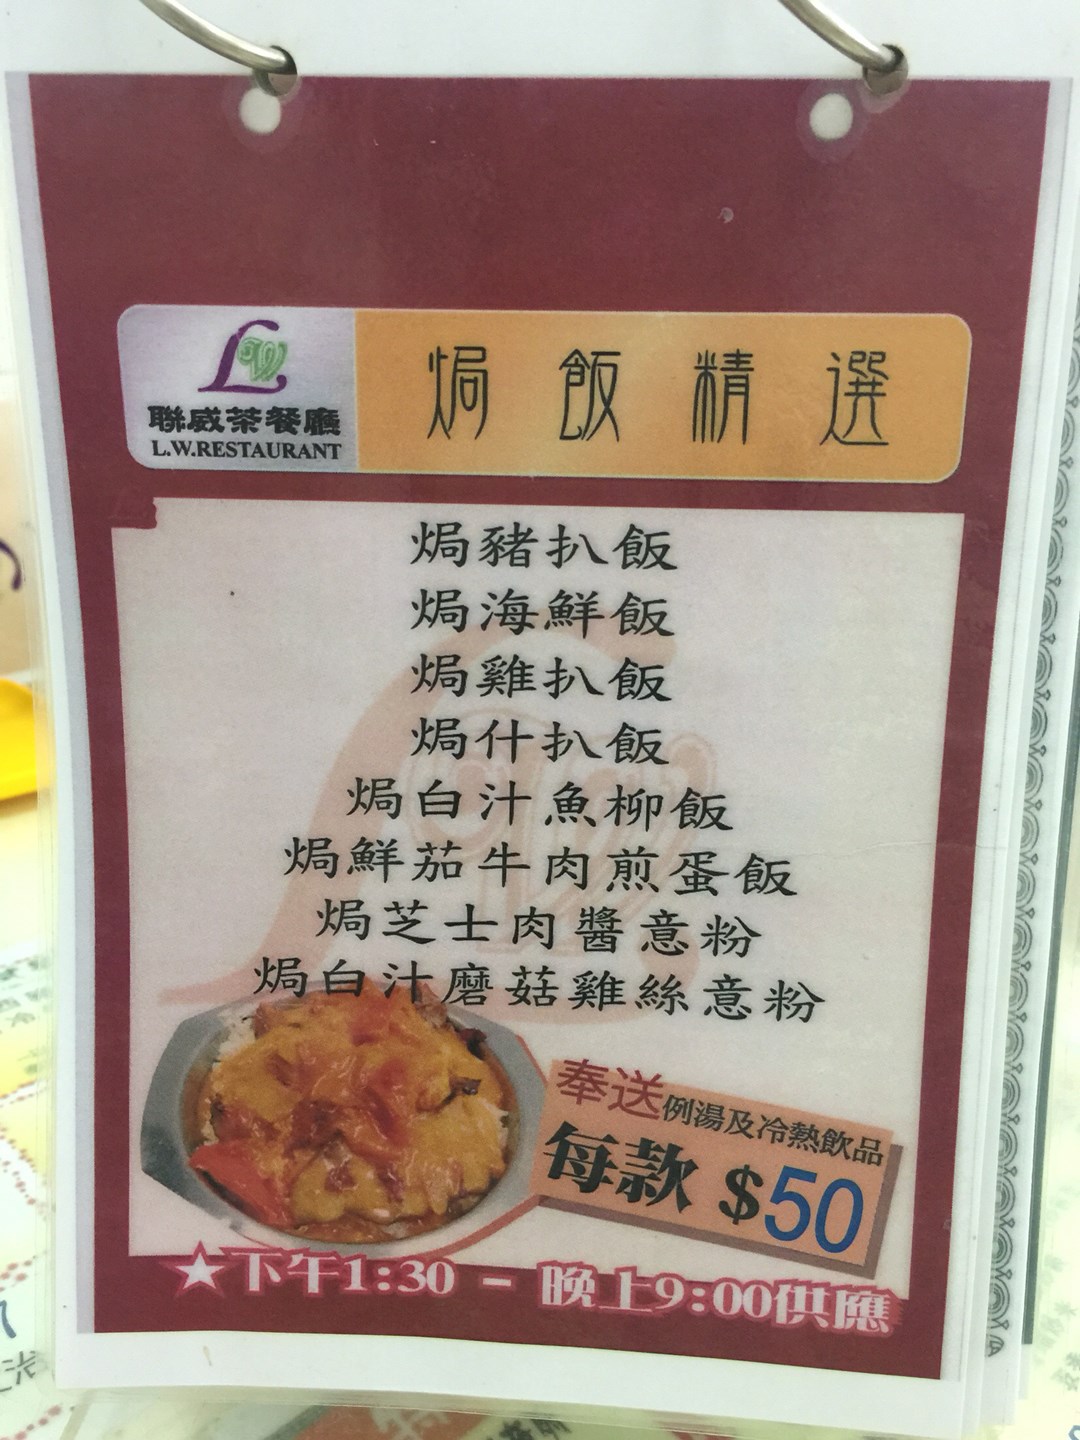 聯威茶餐廳
L.W.RESTAURANT
焗飯精選
焗豬扒飯
焗海鮮飯
焗雞扒飯
焗什扒飯
焗白汁魚柳飯
焗鮮茄牛肉煎蛋飯
焗芝士肉醬意粉
焗白汁磨菇雞絲意粉
奉送例湯及冷熱飲品
每款 $50
★下午1:30 - 晚上9:00供應